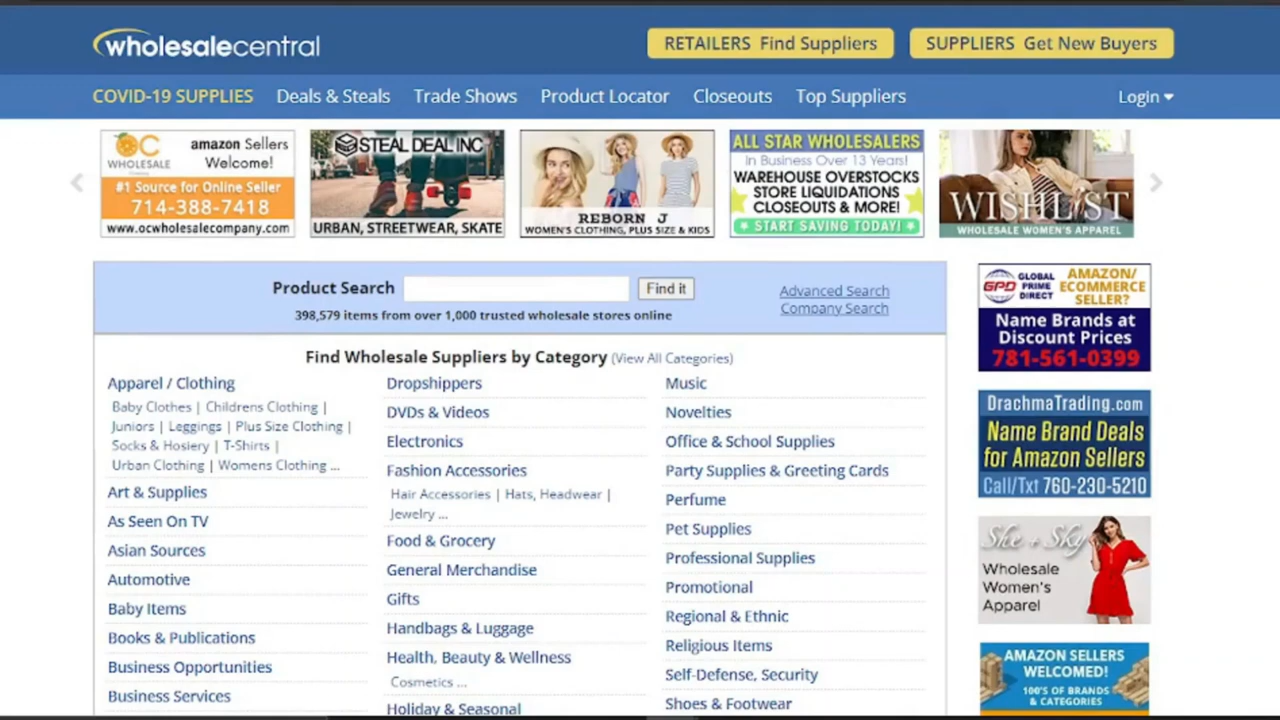 wholesalecentral
RETAILERS Find Suppliers
SUPPLIERS Get New Buyers
COVID-19 SUPPLIES
Deals & Steals
Trade Shows
Product Locator
Closeouts
Top Suppliers
Login
OC
WHOLESALE
amazon Sellers
Welcome!
#1 Source for Online Seller
714-388-7418
www.ocwholesalecompany.com
STEAL DEAL INC
URBAN, STREETWEAR, SKATE
REBORN J
WOMEN'S CLOTHING, PLUS SIZE & KIDS
ALL STAR WHOLESALERS
In Business Over 13 Years!
WAREHOUSE OVERSTOCKS
STORE LIQUIDATIONS
CLOSEOUTS & MORE!
START SAVING TODAY!
WISHLIST
WHOLESALE WOMEN'S APPAREL
Product Search
Find it
Advanced Search
Company Search
398,579 items from over 1,000 trusted wholesale stores online
Find Wholesale Suppliers by Category (View All Categories)
Apparel / Clothing
Baby Clothes | Childrens Clothing |
Juniors | Leggings | Plus Size Clothing |
Socks & Hosiery | T-Shirts |
Urban Clothing | Womens Clothing ...
Art & Supplies
As Seen On TV
Asian Sources
Automotive
Baby Items
Books & Publications
Business Opportunities
Business Services
Dropshippers
DVDs & Videos
Electronics
Fashion Accessories
Hair Accessories | Hats, Headwear |
Jewelry ...
Food & Grocery
General Merchandise
Gifts
Handbags & Luggage
Health, Beauty & Wellness
Cosmetics ...
Holiday & Seasonal
Music
Novelties
Office & School Supplies
Party Supplies & Greeting Cards
Perfume
Pet Supplies
Professional Supplies
Promotional
Regional & Ethnic
Religious Items
Self-Defense, Security
Shoes & Footwear
GPD
GLOBAL
PRIME
DIRECT
AMAZON/
ECOMMERCE
SELLER?
Name Brands at
Discount Prices
781-561-0399
DrachmaTrading.com
Name Brand Deals
for Amazon Sellers
Call/Txt 760-230-5210
She + Sky
Wholesale
Women's
Apparel
AMAZON SELLERS
WELCOMED!
100'S OF BRANDS
& CATEGORIES